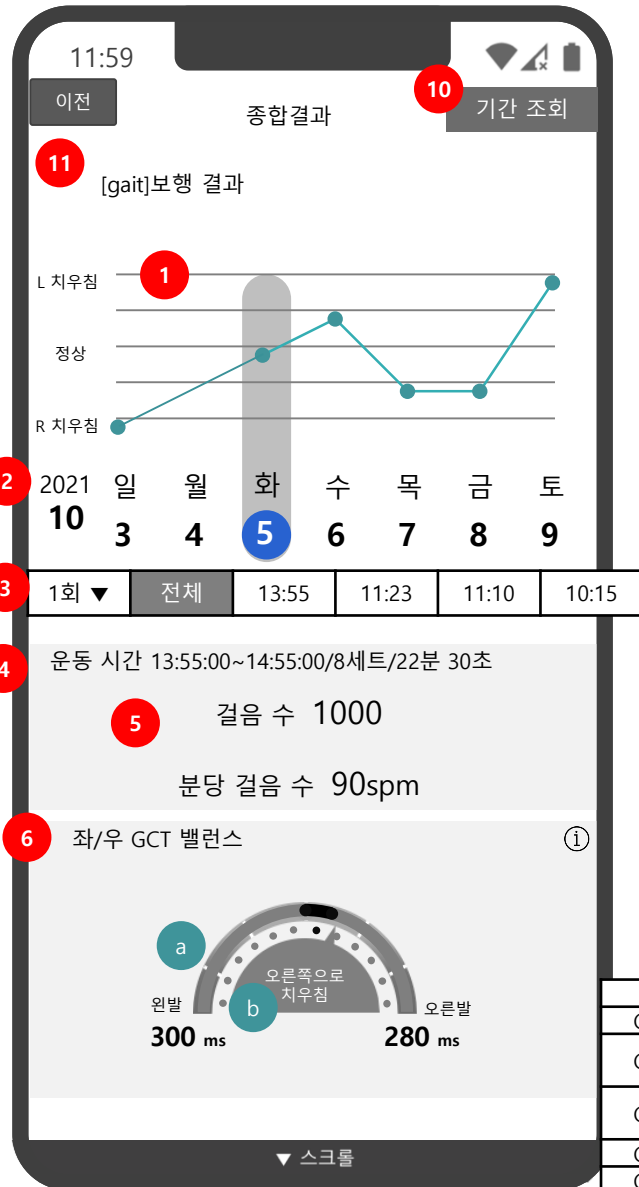 11:59
이전
종합결과
10
기간 조회
11
[gait]보행 결과
1
L 치우침
정상
R 치우침
2
2021 일 월 화 수 목 금 토
10 3 4 5 6 7 8 9
3
1회 ▼ 전체 13:55 11:23 11:10 10:15
4
운동 시간 13:55:00~14:55:00/8세트/22분 30초
5
걸음 수 1000
분당 걸음 수 90spm
6
좌/우 GCT 밸런스
i
a
오른쪽으로
치우침
b
왼발 오른발
300 ms 280 ms
▼ 스크롤